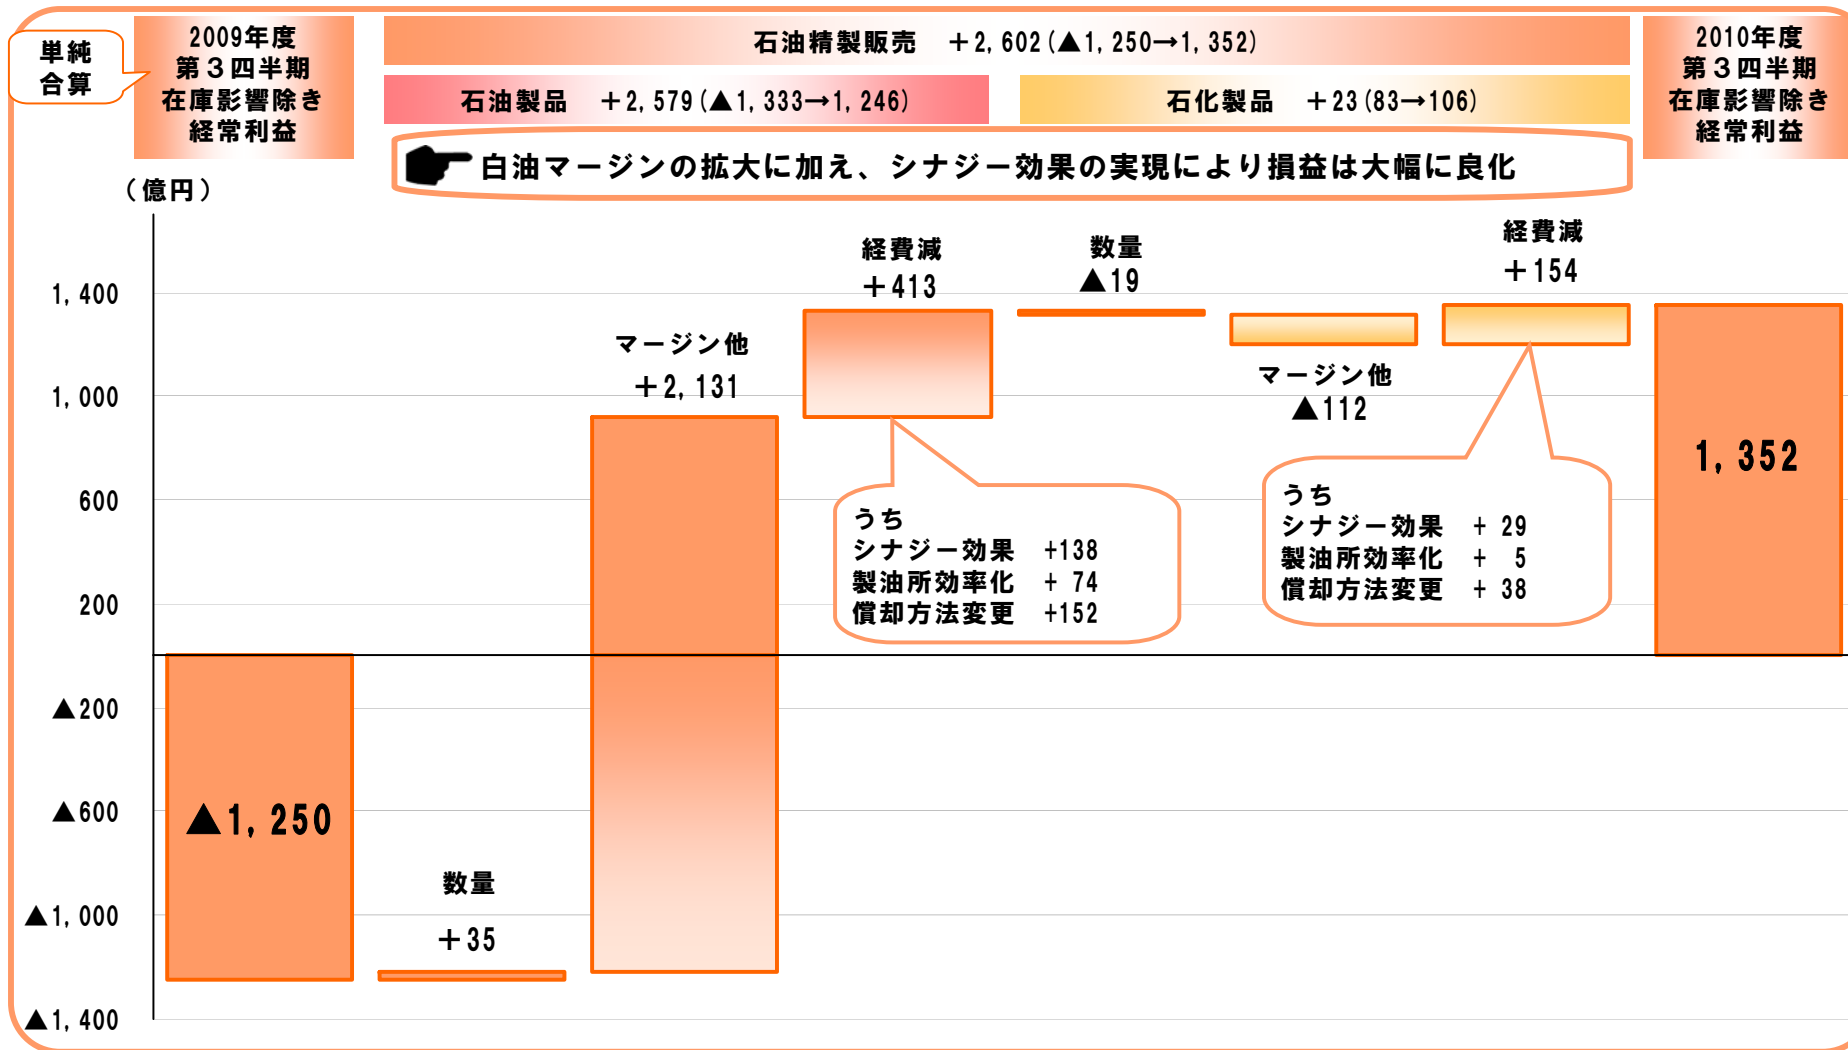 単純
合算
2009年度
第３四半期
在庫影響除き
経常利益
石油精製販売　＋2,602(▲1,250→1,352)
石油製品　＋2,579(▲1,333→1,246)
石化製品　＋23(83→106)
2010年度
第３四半期
在庫影響除き
経常利益
白油マージンの拡大に加え、シナジー効果の実現により損益は大幅に良化
（億円）
1,400
1,000
600
200
▲200
▲600
▲1,000
▲1,400
▲1,250
数量
＋35
マージン他
＋2,131
経費減
＋413
うち
シナジー効果　+138
製油所効率化　+ 74
償却方法変更　+152
数量
▲19
マージン他
▲112
経費減
＋154
うち
シナジー効果　+ 29
製油所効率化　+　5
償却方法変更　+ 38
1,352